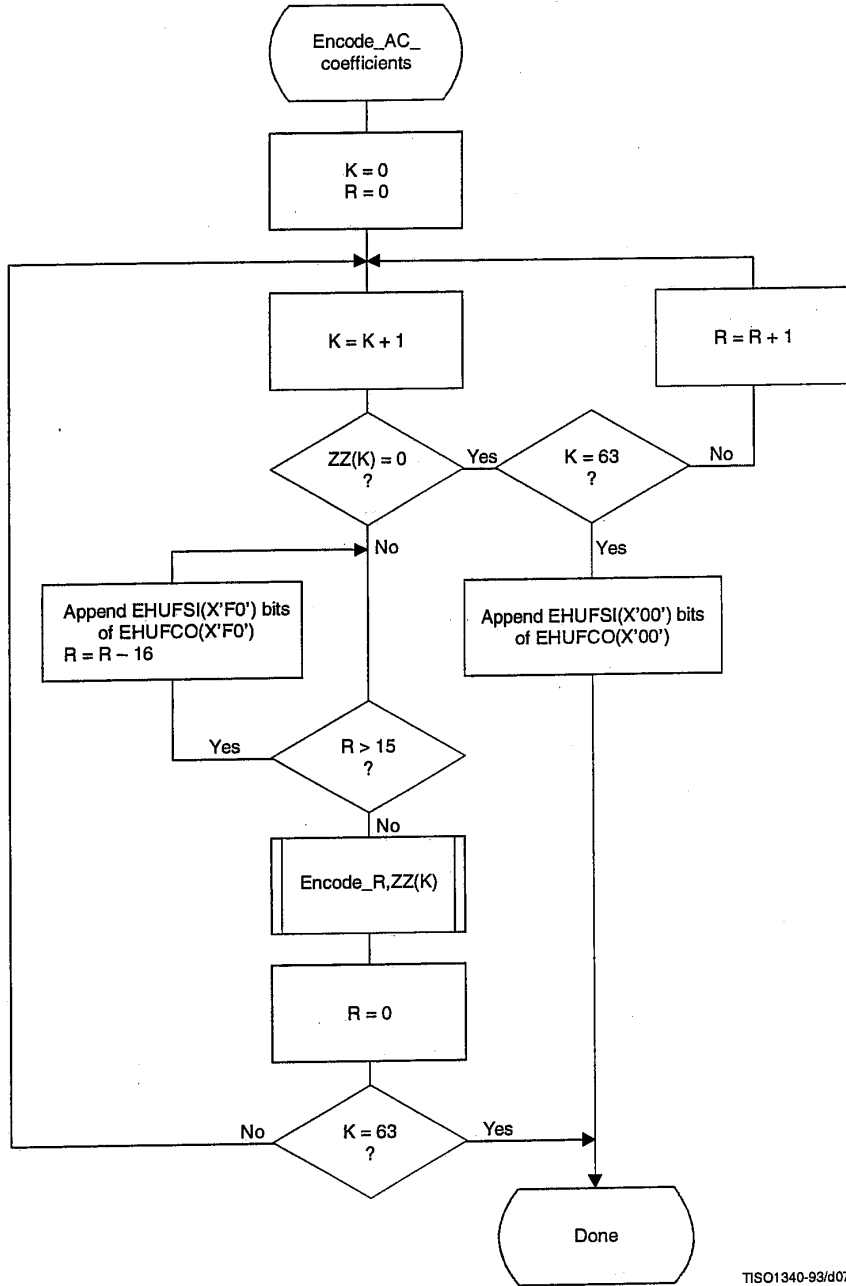 Encode_AC_
coefficients
K = 0
R = 0
K = K + 1
R = R + 1
ZZ(K) = 0
?
Yes
K = 63
?
No
No
Yes
Append EHUFSI(X'F0') bits
of EHUFCO(X'F0')
R = R – 16
Append EHUFSI(X'00') bits
of EHUFCO(X'00')
Yes
R > 15
?
No
Encode_R,ZZ(K)
R = 0
No
K = 63
?
Yes
Done
TISO1340-93/d07